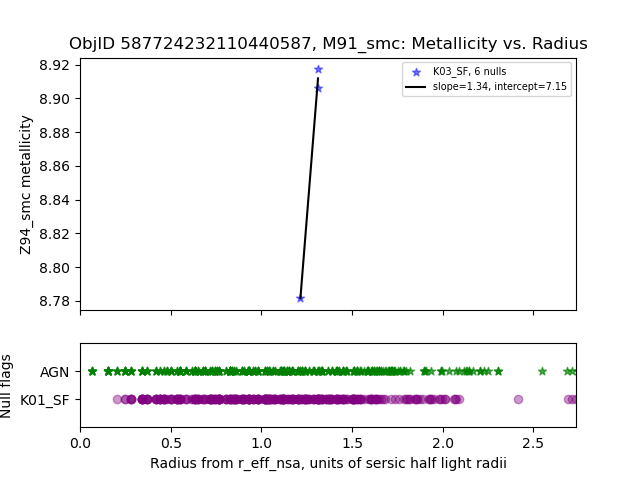 ObjID 587724232110440587, M91_smc: Metallicity vs. Radius
8.92
8.90
8.88
8.86
8.84
8.82
8.80
8.78
Z94_smc metallicity
K03_SF, 6 nulls
slope=1.34, intercept=7.15
AGN
K01_SF
Null flags
0.0 0.5 1.0 1.5 2.0 2.5
Radius from r_eff_nsa, units of sersic half light radii